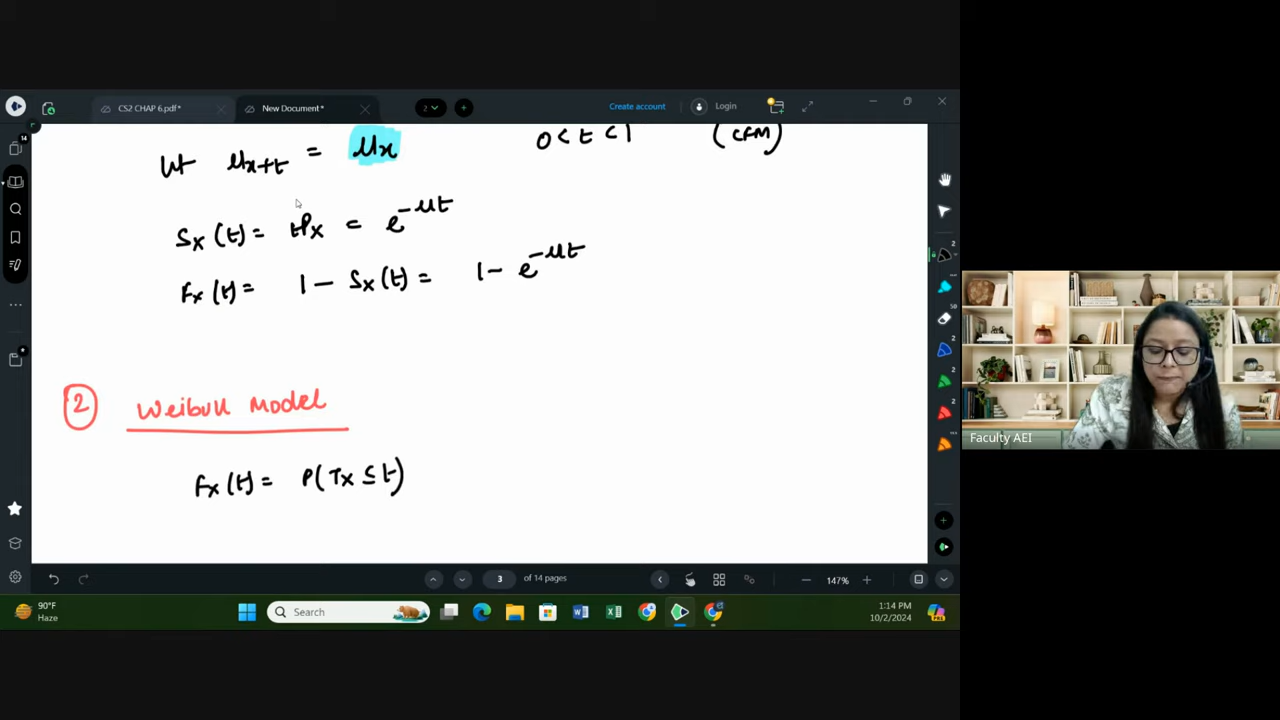 CS2 CHAP 6.pdf*
New Document*
2
Create account
Login
0 < t < 1 (CFM)
Let μx+t = μx
Sx(t) = tPx = e^-μt
Fx(t) = 1 - Sx(t) = 1 - e^-μt
2 Weibull Model
Fx(t) = P(Tx ≤ t)
Faculty AEI
3 of 14 pages
147%
90°F
Haze
Search
1:14 PM
10/2/2024